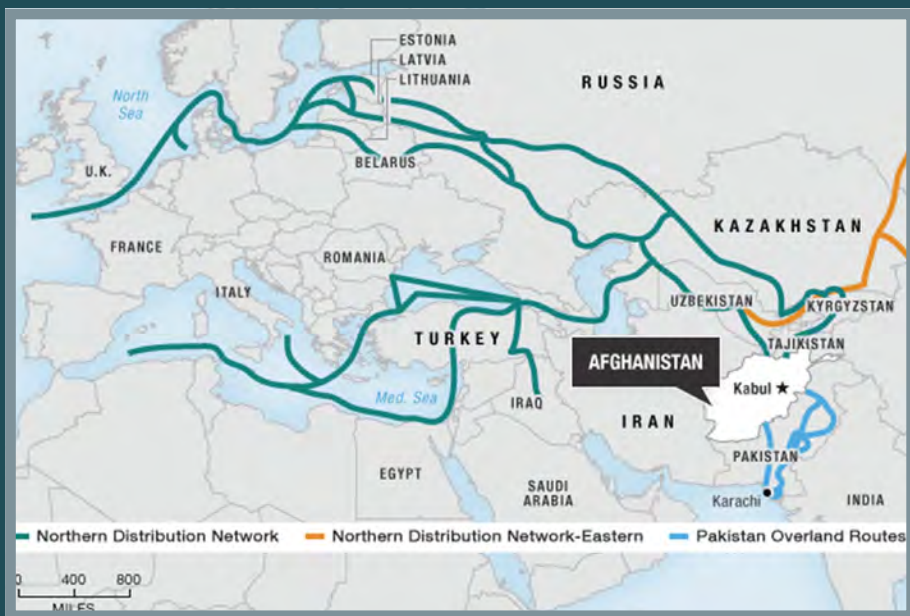 ESTONIA
LATVIA
LITHUANIA
RUSSIA
North
Sea
U.K.
BELARUS
KAZAKHSTAN
FRANCE
ROMANIA
ITALY
UZBEKISTAN
KYRGYZSTAN
TURKEY
TAJIKISTAN
AFGHANISTAN
Kabul
Med. Sea
IRAQ
IRAN
PAKISTAN
EGYPT
SAUDI
ARABIA
Karachi
INDIA
Northern Distribution Network
Northern Distribution Network-Eastern
Pakistan Overland Routes
0 400 800
MILES